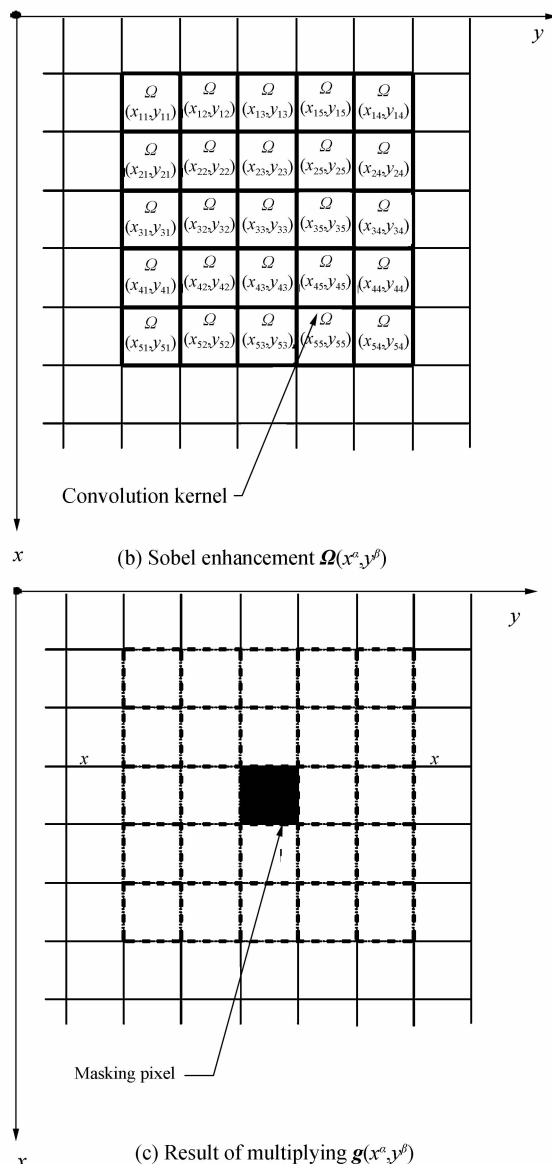 y
Ω Ω Ω Ω Ω
(x₁₁,y₁₁) (x₁₂,y₁₂) (x₁₃,y₁₃) (x₁₅,y₁₅) (x₁₄,y₁₄)
Ω Ω Ω Ω Ω
(x₂₁,y₂₁) (x₂₂,y₂₂) (x₂₃,y₂₃) (x₂₅,y₂₅) (x₂₄,y₂₄)
Ω Ω Ω Ω Ω
(x₃₁,y₃₁) (x₃₂,y₃₂) (x₃₃,y₃₃) (x₃₅,y₃₅) (x₃₄,y₃₄)
Ω Ω Ω Ω Ω
(x₄₁,y₄₁) (x₄₂,y₄₂) (x₄₃,y₄₃) (x₄₅,y₄₅) (x₄₄,y₄₄)
Ω Ω Ω Ω Ω
(x₅₁,y₅₁) (x₅₂,y₅₂) (x₅₃,y₅₃) (x₅₅,y₅₅) (x₅₄,y₅₄)
Convolution kernel
x
(b) Sobel enhancement Ω(xᵅ,yᵝ)
y
x x
Masking pixel
x
(c) Result of multiplying g(xᵅ,yᵝ)